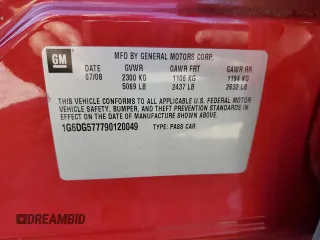 GM
MFD BY GENERAL MOTORS CORP.
DATE GVWR GAWR FRT GAWR RR
07/08 2300 KG 1106 KG 1194 KG
5069 LB 2437 LB 2632 LB
THIS VEHICLE CONFORMS TO ALL APPLICABLE U.S. FEDERAL MOTOR
VEHICLE SAFETY, BUMPER, AND THEFT PREVENTION STANDARDS
IN EFFECT ON THE DATE OF MANUFACTURE SHOWN ABOVE.
1G6DG577790120049 TYPE: PASS CAR
DREAMBID